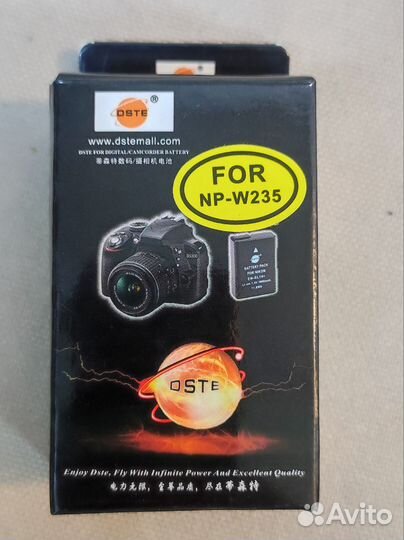 DSTE ®
www.dstemall.com
DSTE FOR DIGITAL/CAMCORDER BATTERY
蒂森特数码/摄相机电池
FOR
NP-W235
BATTERY PACK
FOR NIKON
DSTE
Enjoy Dste, Fly With Infinite Power And Excellent Quality
电力无限，至尊品质，尽在蒂森特
Avito